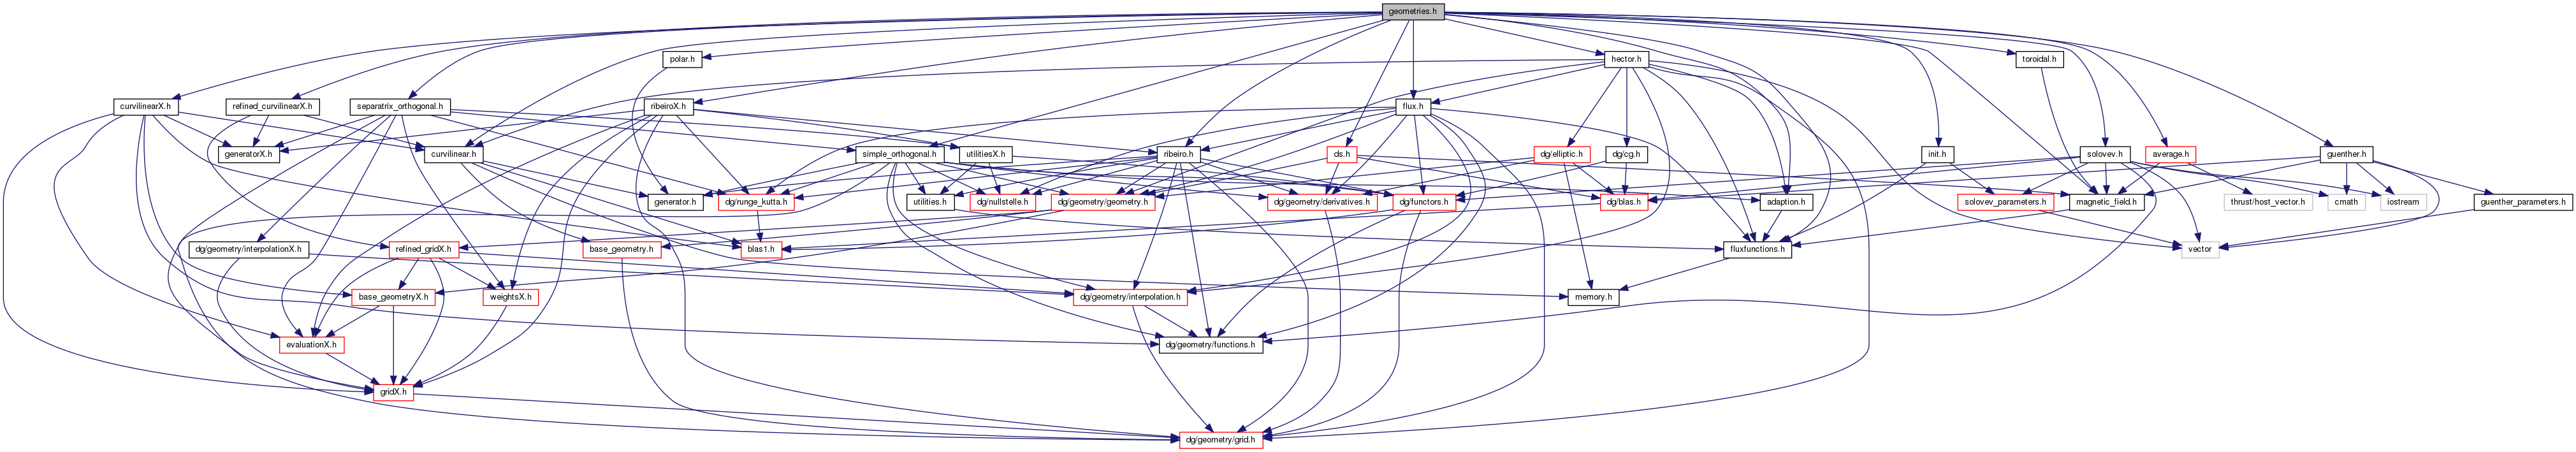 geometries.h
polar.h
hector.h
toroidal.h
curvilinearX.h
refined_curvilinearX.h
separatrix_orthogonal.h
ribeiroX.h
flux.h
generatorX.h
curvilinear.h
simple_orthogonal.h
utilitiesX.h
ribeiro.h
ds.h
dg/elliptic.h
dg/cg.h
init.h
solovev.h
average.h
guenther.h
generator.h
dg/runge_kutta.h
utilities.h
dg/nullstelle.h
dg/geometry/geometry.h
dg/geometry/derivatives.h
dg/functors.h
dg/blas.h
adaption.h
solovev_parameters.h
magnetic_field.h
thrust/host_vector.h
cmath
iostream
guenther_parameters.h
dg/geometry/interpolationX.h
refined_gridX.h
base_geometry.h
blas1.h
fluxfunctions.h
vector
base_geometryX.h
weightsX.h
dg/geometry/interpolation.h
memory.h
evaluationX.h
dg/geometry/functions.h
gridX.h
dg/geometry/grid.h